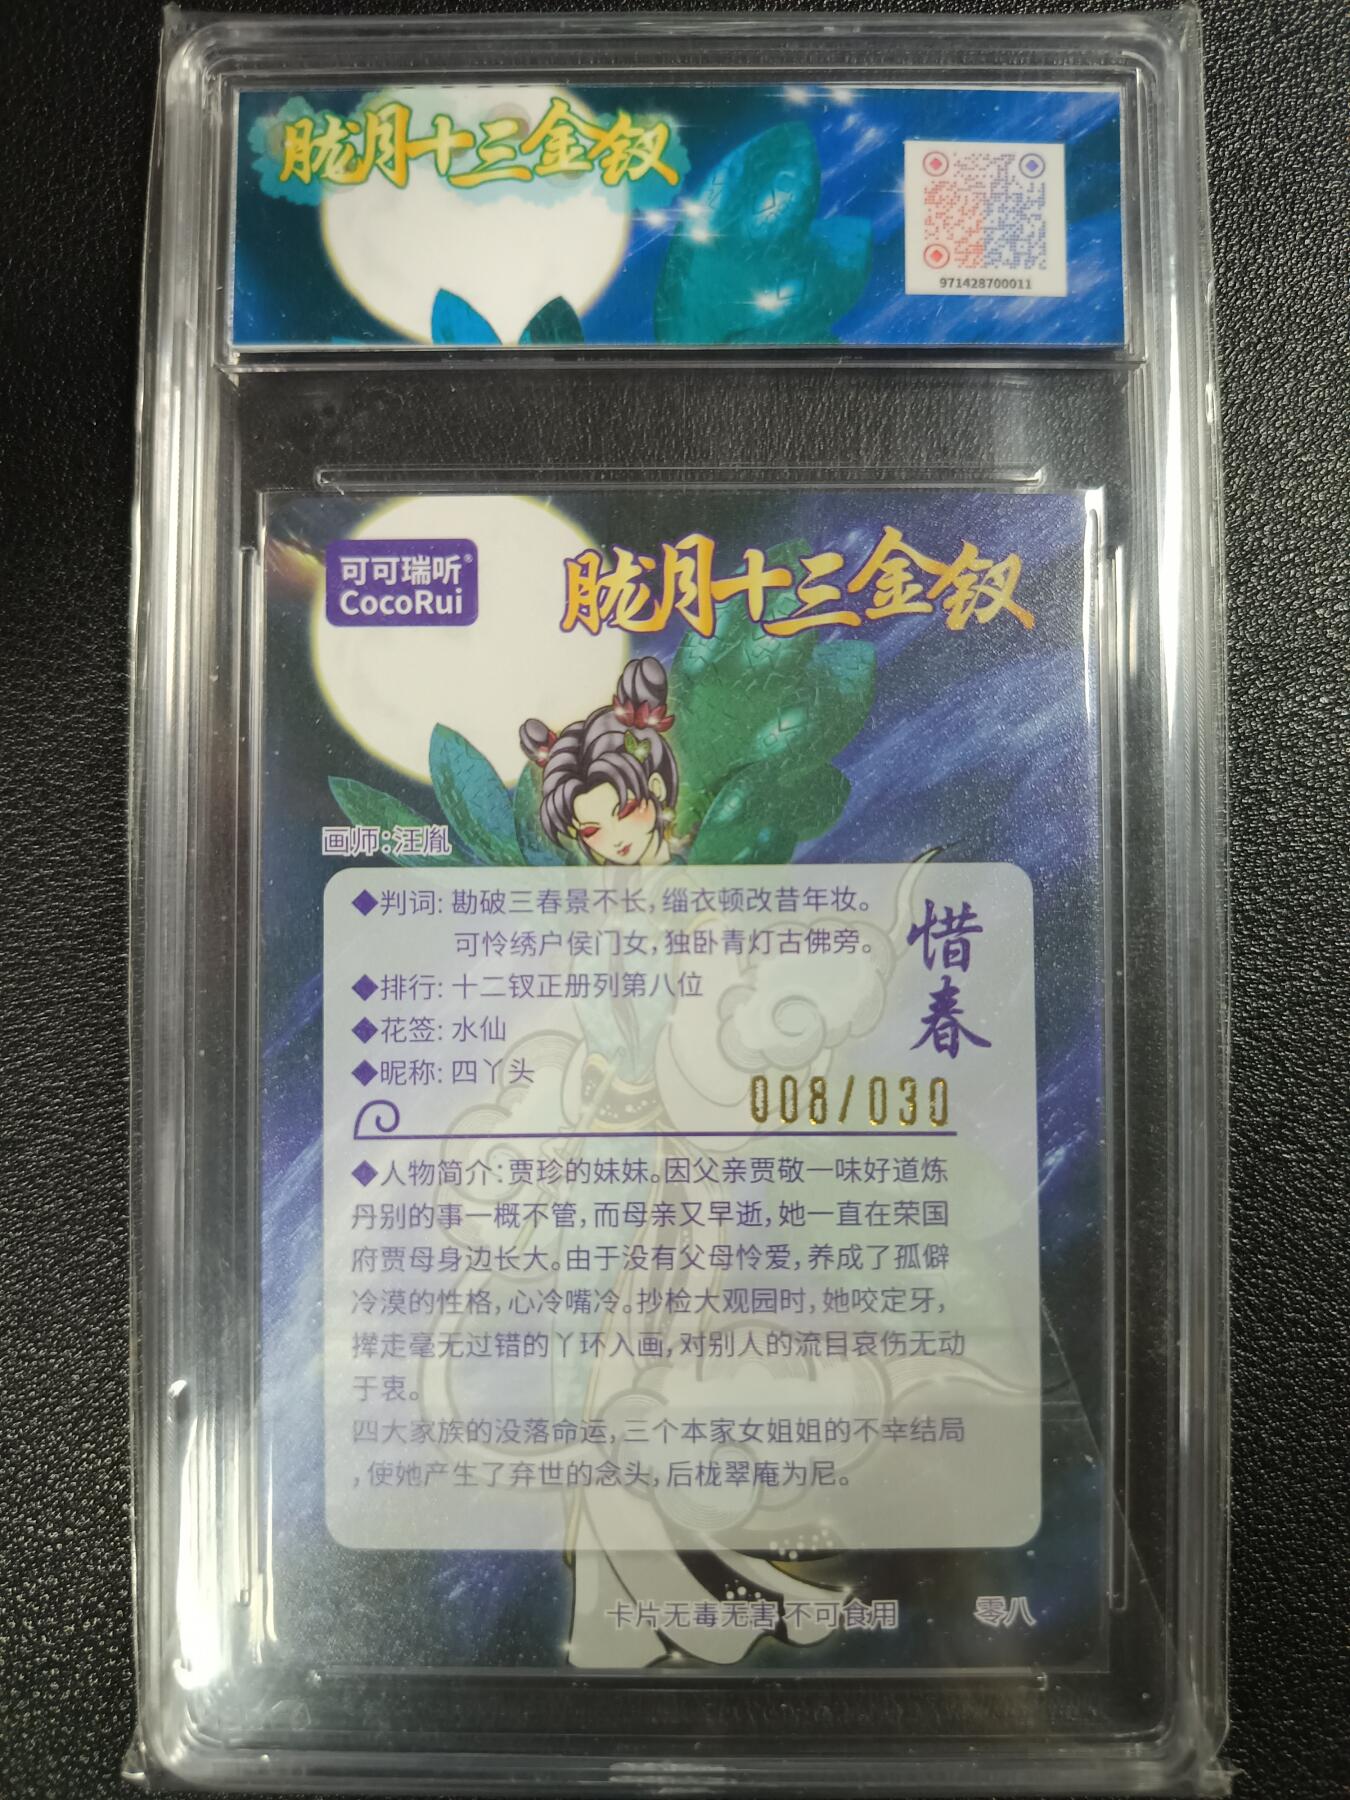 胧月十三金钗
971428700011
可可瑞听®
CocoRui
胧月十三金钗
画师:汪胤
◆判词: 勘破三春景不长,缁衣顿改昔年妆。
可怜绣户侯门女,独卧青灯古佛旁。
惜春
◆排行: 十二钗正册列第八位
◆花签: 水仙
◆昵称: 四丫头
008/030
◆人物简介:贾珍的妹妹。因父亲贾敬一味好道炼
丹别的事一概不管,而母亲又早逝,她一直在荣国
府贾母身边长大。由于没有父母怜爱,养成了孤僻
冷漠的性格,心冷嘴冷。抄检大观园时,她咬定牙,
撵走毫无过错的丫环入画,对别人的流目哀伤无动
于衷。
四大家族的没落命运,三个本家女姐姐的不幸结局
,使她产生了弃世的念头,后栊翠庵为尼。
卡片无毒无害 不可食用
零八